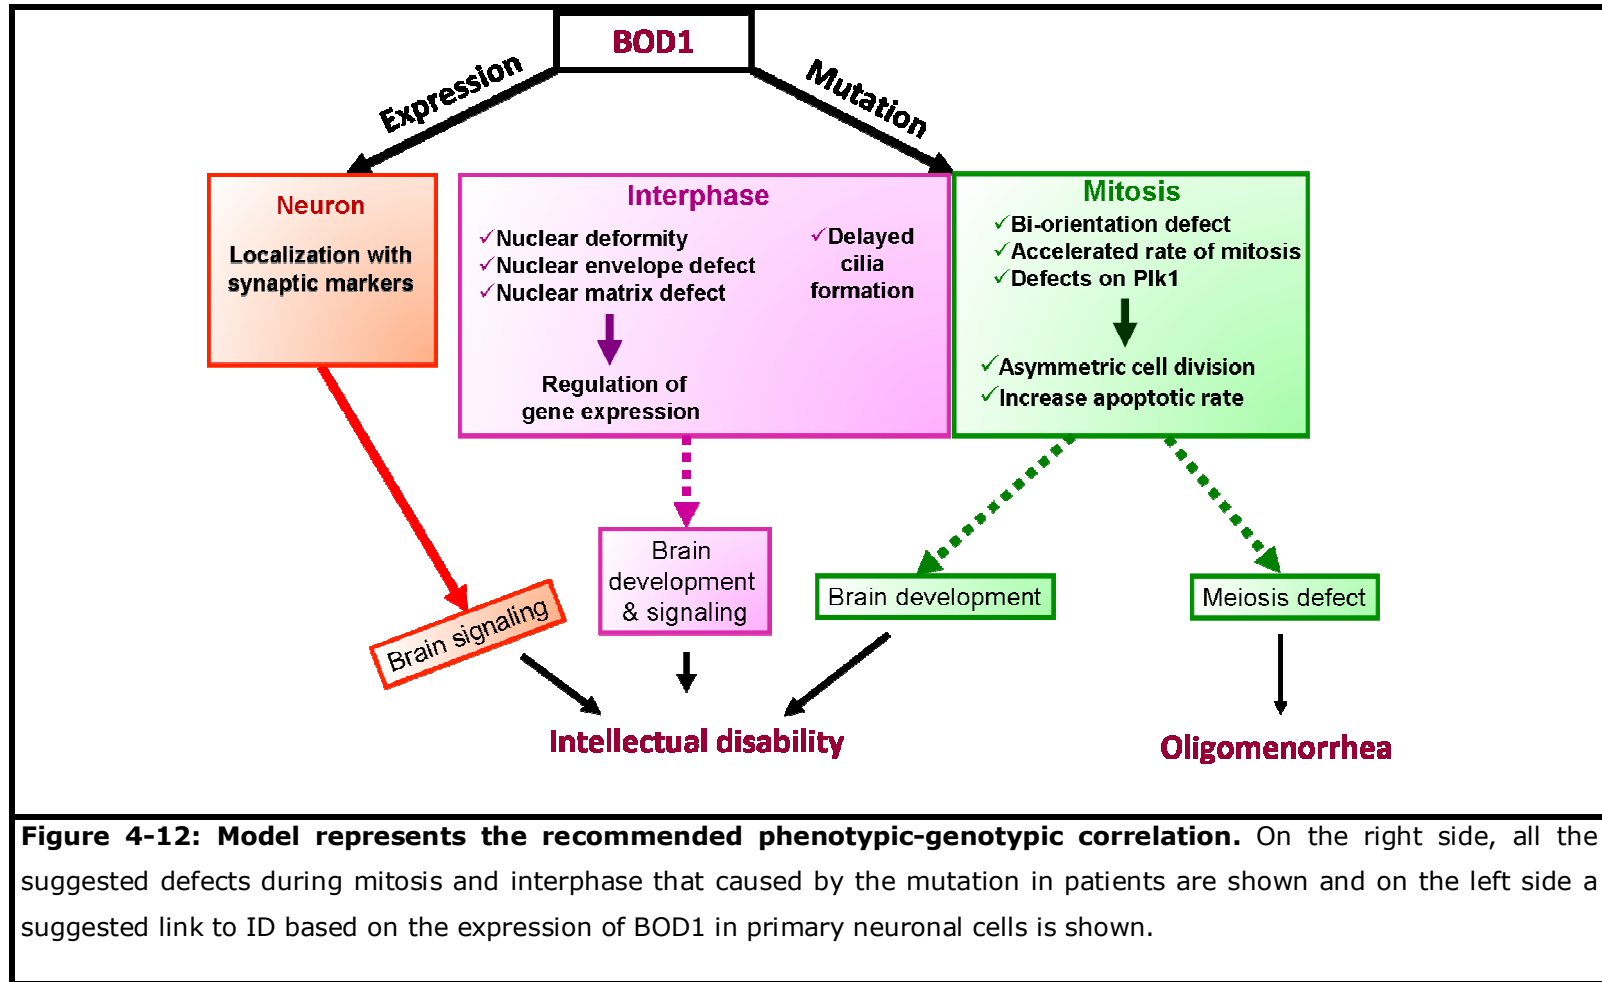 BOD1
Expression
Mutation
Neuron
Localization with
synaptic markers
Interphase
✓Nuclear deformity
✓Nuclear envelope defect
✓Nuclear matrix defect
✓Delayed
cilia
formation
Regulation of
gene expression
Mitosis
✓Bi-orientation defect
✓Accelerated rate of mitosis
✓Defects on Plk1
✓Asymmetric cell division
✓Increase apoptotic rate
Brain signaling
Brain
development
& signaling
Brain development
Meiosis defect
Intellectual disability
Oligomenorrhea
Figure 4-12: Model represents the recommended phenotypic-genotypic correlation. On the right side, all the
suggested defects during mitosis and interphase that caused by the mutation in patients are shown and on the left side a
suggested link to ID based on the expression of BOD1 in primary neuronal cells is shown.